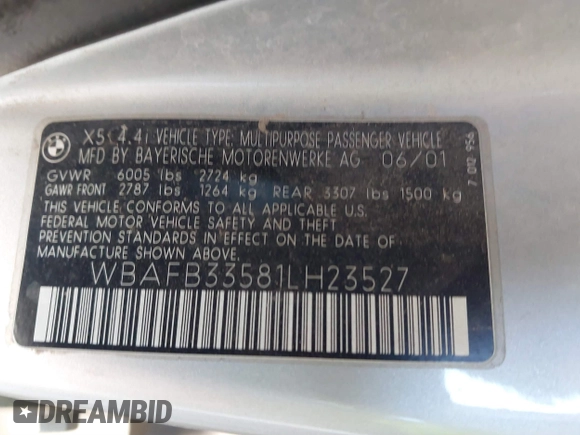 BMW
X5 4.4i VEHICLE TYPE: MULTIPURPOSE PASSENGER VEHICLE
MFD BY BAYERISCHE MOTORENWERKE AG 06/01
GVWR 6005 lbs 2724 kg
GAWR FRONT 2787 lbs 1264 kg REAR 3307 lbs 1500 kg
THIS VEHICLE CONFORMS TO ALL APPLICABLE U.S.
FEDERAL MOTOR VEHICLE SAFETY AND THEFT
PREVENTION STANDARDS IN EFFECT ON THE DATE OF
MANUFACTURE SHOWN ABOVE.
WBAFB33581LH23527
7 012 956
DREAMBID